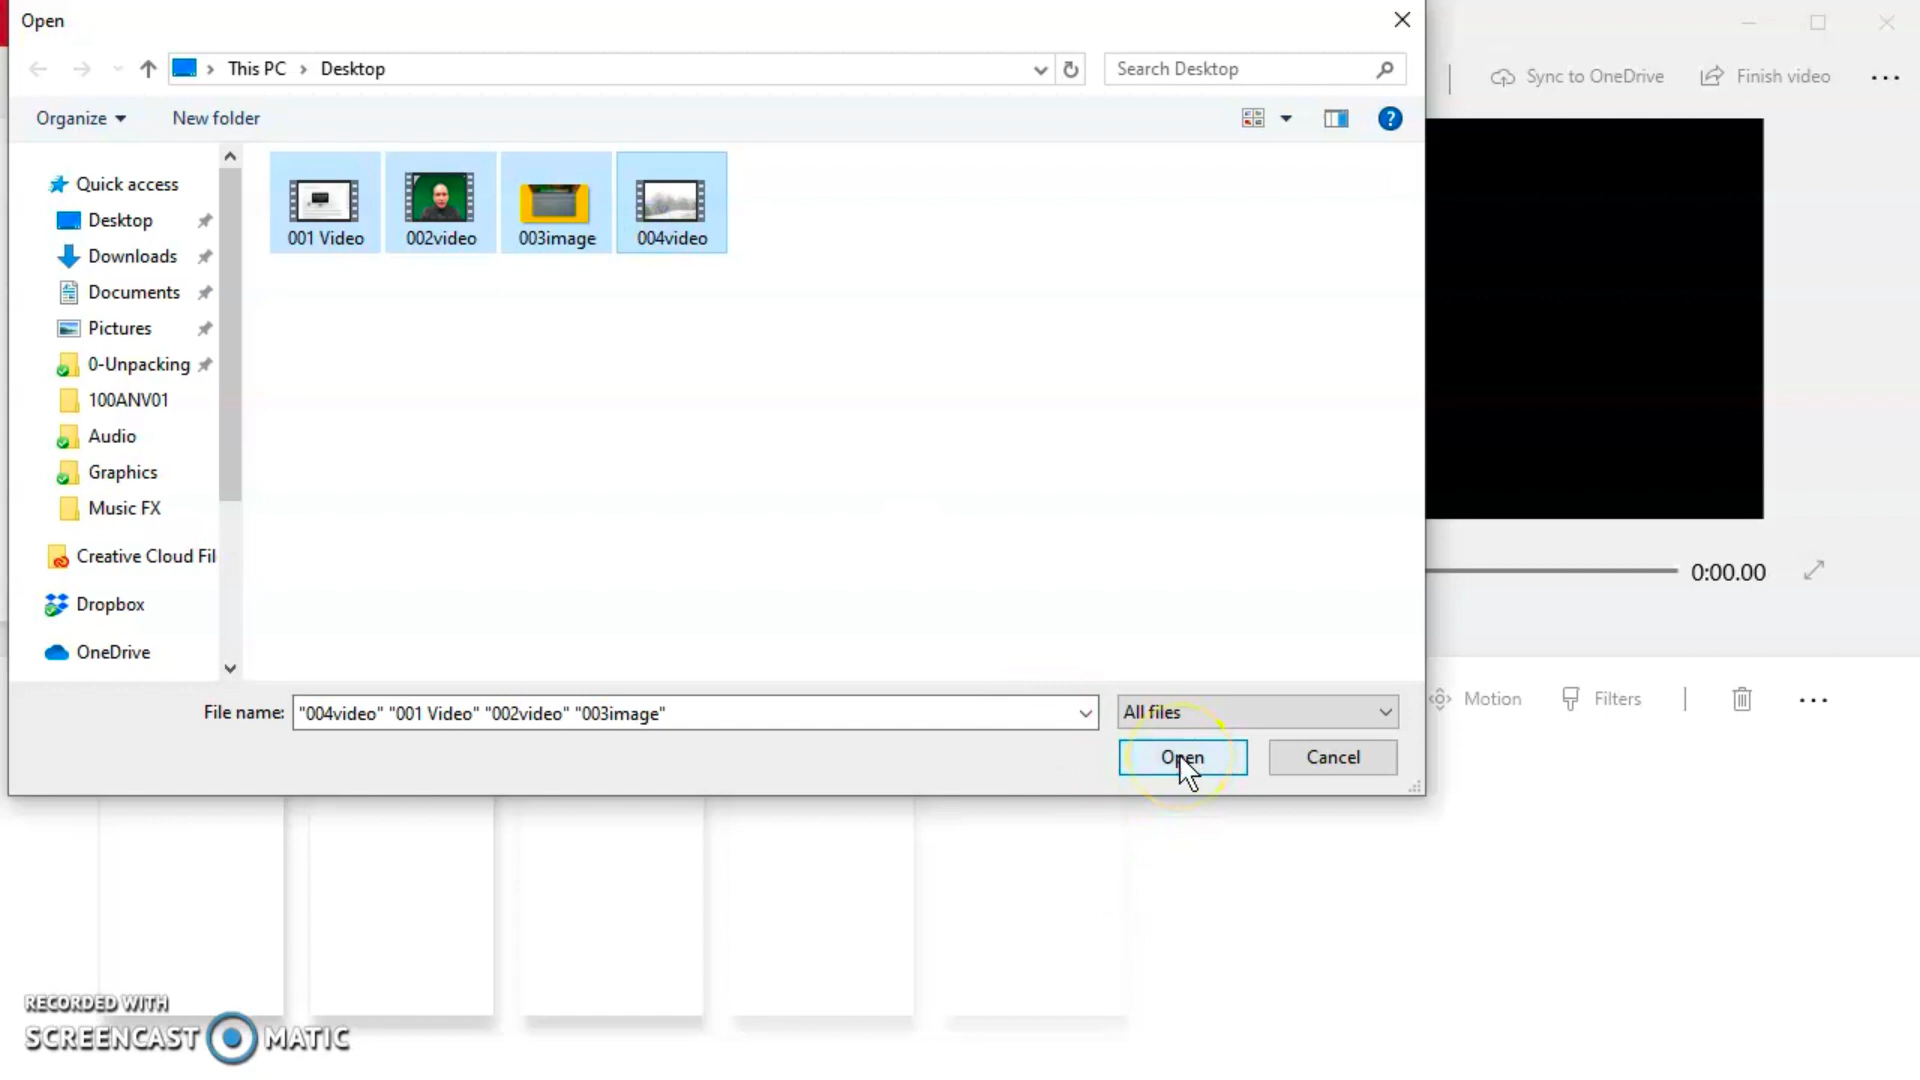 Open
This PC
Desktop
Search Desktop
Sync to OneDrive
Finish video
Organize
New folder
Quick access
Desktop
Downloads
Documents
Pictures
0-Unpacking
100ANV01
Audio
Graphics
Music FX
Creative Cloud Fil
Dropbox
OneDrive
001 Video
002video
003image
004video
0:00.00
File name:
"004video" "001 Video" "002video" "003image"
All files
Open
Cancel
Motion
Filters
RECORDED WITH
SCREENCAST MATIC